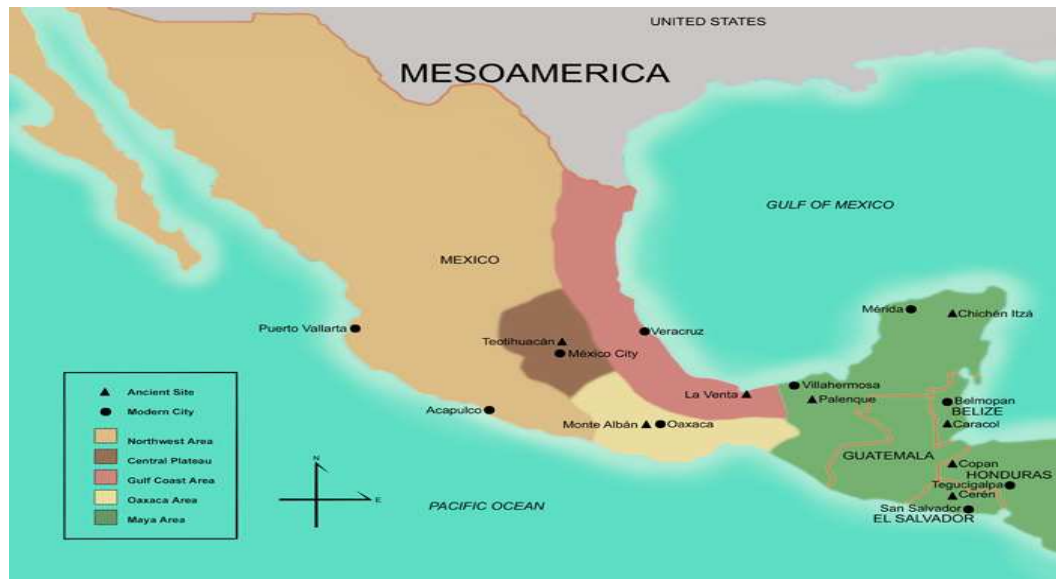 UNITED STATES
MESOAMERICA
GULF OF MEXICO
MEXICO
Mérida
Chichén Itzá
Puerto Vallarta
Veracruz
Teotihuacán
México City
Villahermosa
La Venta
Palenque
Belmopan
BELIZE
Acapulco
Monte Albán
Oaxaca
Caracol
GUATEMALA
Copan
HONDURAS
Tegucigalpa
Cerén
San Salvador
EL SALVADOR
PACIFIC OCEAN
Ancient Site
Modern City
Northwest Area
Central Plateau
Gulf Coast Area
Oaxaca Area
Maya Area
N
E